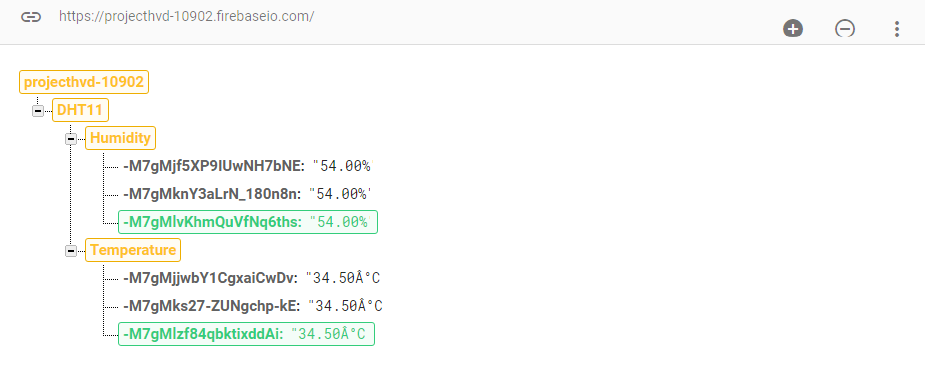 https://projecthvd-10902.firebaseio.com/
projecthvd-10902
DHT11
Humidity
-M7gMjf5XP9IUwNH7bNE: "54.00%
-M7gMknY3aLrN_180n8n: "54.00%'
-M7gMlvKhmQuVfNq6ths: "54.00%
Temperature
-M7gMjjwbY1CgxaiCwDv: "34.50Â°C
-M7gMks27-ZUNgchp-kE: "34.50Â°C
-M7gMlzf84qbktixddAi: "34.50Â°C